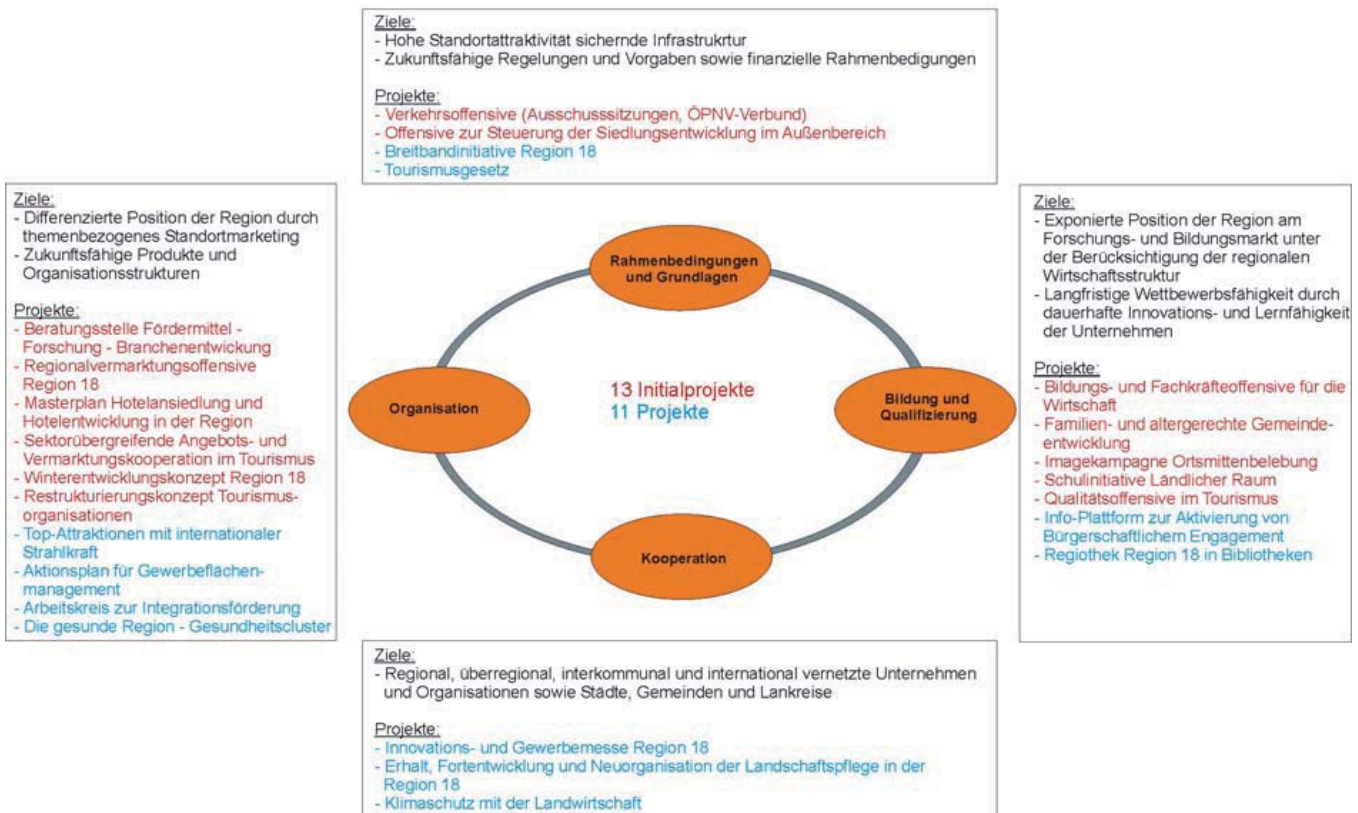 Ziele:
- Hohe Standortattraktivität sichernde Infrastrukrtur
- Zukunftsfähige Regelungen und Vorgaben sowie finanzielle Rahmenbedigungen
Projekte:
- Verkehrsoffensive (Ausschusssitzungen, ÖPNV-Verbund)
- Offensive zur Steuerung der Siedlungsentwicklung im Außenbereich
- Breitbandinitiative Region 18
- Tourismusgesetz
Ziele:
- Differenzierte Position der Region durch
themenbezogenes Standortmarketing
- Zukunftsfähige Produkte und
Organisationsstrukturen
Projekte:
- Beratungsstelle Fördermittel -
Forschung - Branchenentwickung
- Regionalvermarktungsoffensive
Region 18
- Masterplan Hotelansiedlung und
Hotelentwicklung in der Region
- Sektorübergreifende Angebots- und
Vermarktungskooperation im Tourismus
- Winterentwicklungskonzept Region 18
- Restrukturierungskonzept Tourismus-
organisationen
- Top-Attraktionen mit internationaler
Strahlkraft
- Aktionsplan für Gewerbeflächen-
management
- Arbeitskreis zur Integrationsförderung
- Die gesunde Region - Gesundheitscluster
Rahmenbedingungen
und Grundlagen
Organisation
13 Initialprojekte
11 Projekte
Bildung und
Qualifizierung
Kooperation
Ziele:
- Exponierte Position der Region am
Forschungs- und Bildungsmarkt unter
der Berücksichtigung der regionalen
Wirtschaftsstruktur
- Langfristige Wettbewerbsfähigkeit durch
dauerhafte Innovations- und Lernfähigkeit
der Unternehmen
Projekte:
- Bildungs- und Fachkräfteoffensive für die
Wirtschaft
- Familien- und altergerechte Gemeinde-
entwicklung
- Imagekampagne Ortsmittenbelebung
- Schulinitiative Ländlicher Raum
- Qualitätsoffensive im Tourismus
- Info-Plattform zur Aktivierung von
Bürgerschaftlichem Engagement
- Regiothek Region 18 in Bibliotheken
Ziele:
- Regional, überregional, interkommunal und international vernetzte Unternehmen
und Organisationen sowie Städte, Gemeinden und Lankreise
Projekte:
- Innovations- und Gewerbemesse Region 18
- Erhalt, Fortentwicklung und Neuorganisation der Landschaftspflege in der
Region 18
- Klimaschutz mit der Landwirtschaft